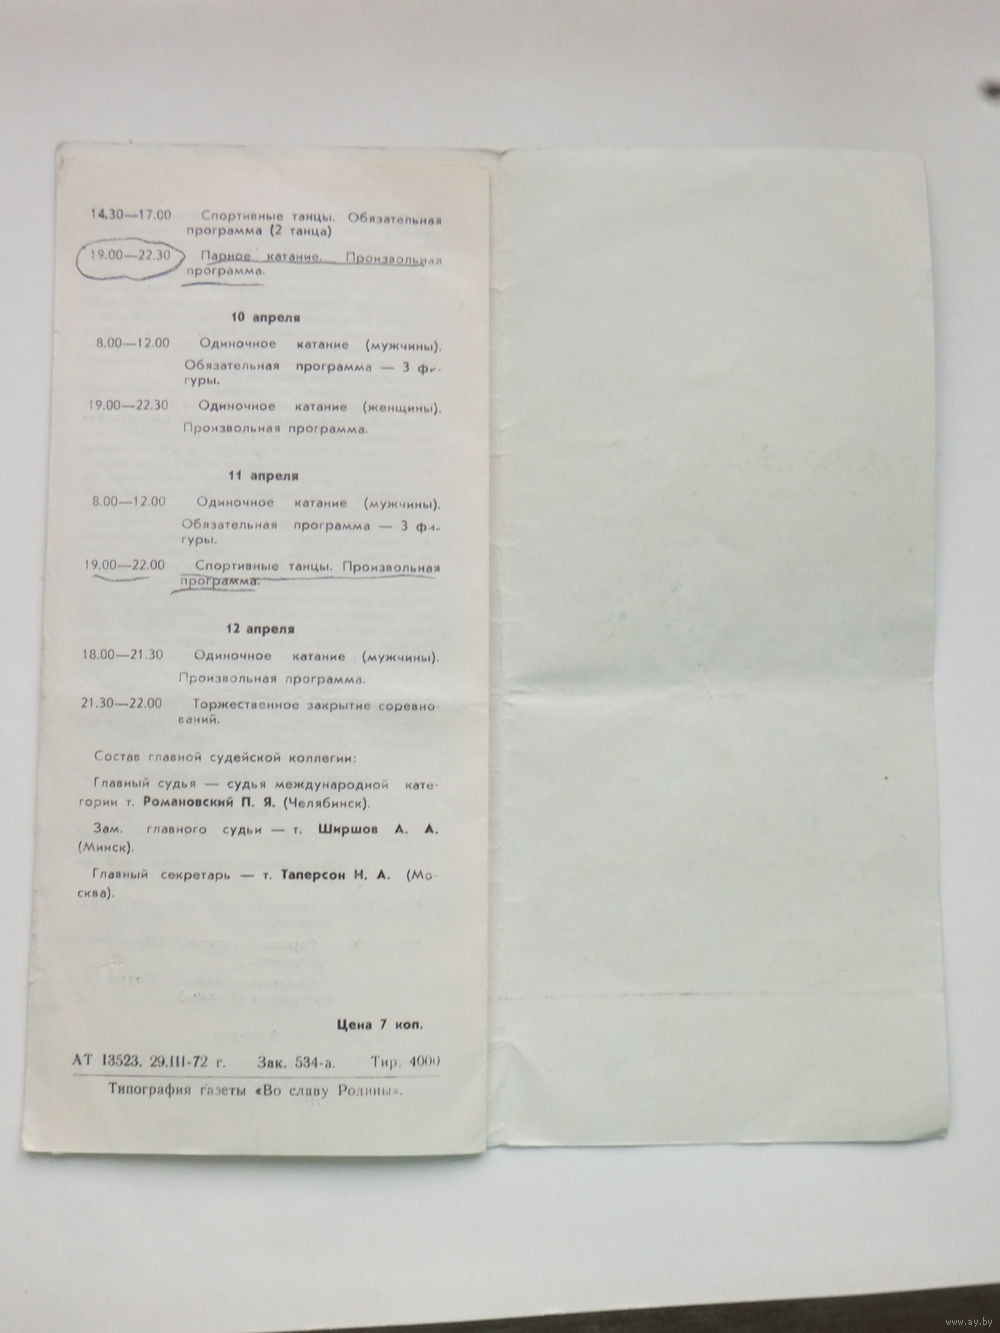 14.30—17.00 Спортивные танцы. Обязательная
программа (2 танца)
19.00—22.30 Парное катание. Произвольная
программа.
10 апреля
8.00—12.00 Одиночное катание (мужчины).
Обязательная программа — 3 фи-
гуры.
19.00—22.30 Одиночное катание (женщины).
Произвольная программа.
11 апреля
8.00—12.00 Одиночное катание (мужчины).
Обязательная программа — 3 фи-
гуры.
19.00—22.00 Спортивные танцы. Произвольная
программа.
12 апреля
18.00—21.30 Одиночное катание (мужчины).
Произвольная программа.
21.30—22.00 Торжественное закрытие соревно-
ваний.
Состав главной судейской коллегии:
Главный судья — судья международной кате-
гории т. Романовский П. Я. (Челябинск).
Зам. главного судьи — т. Ширшов А. А.
(Минск).
Главный секретарь — т. Таперсон Н. А. (Мо-
сква).
Цена 7 коп.
АТ 13523. 29.III-72 г. Зак. 534-а. Тир. 4000
Типография газеты «Во славу Родины».
www.ay.by